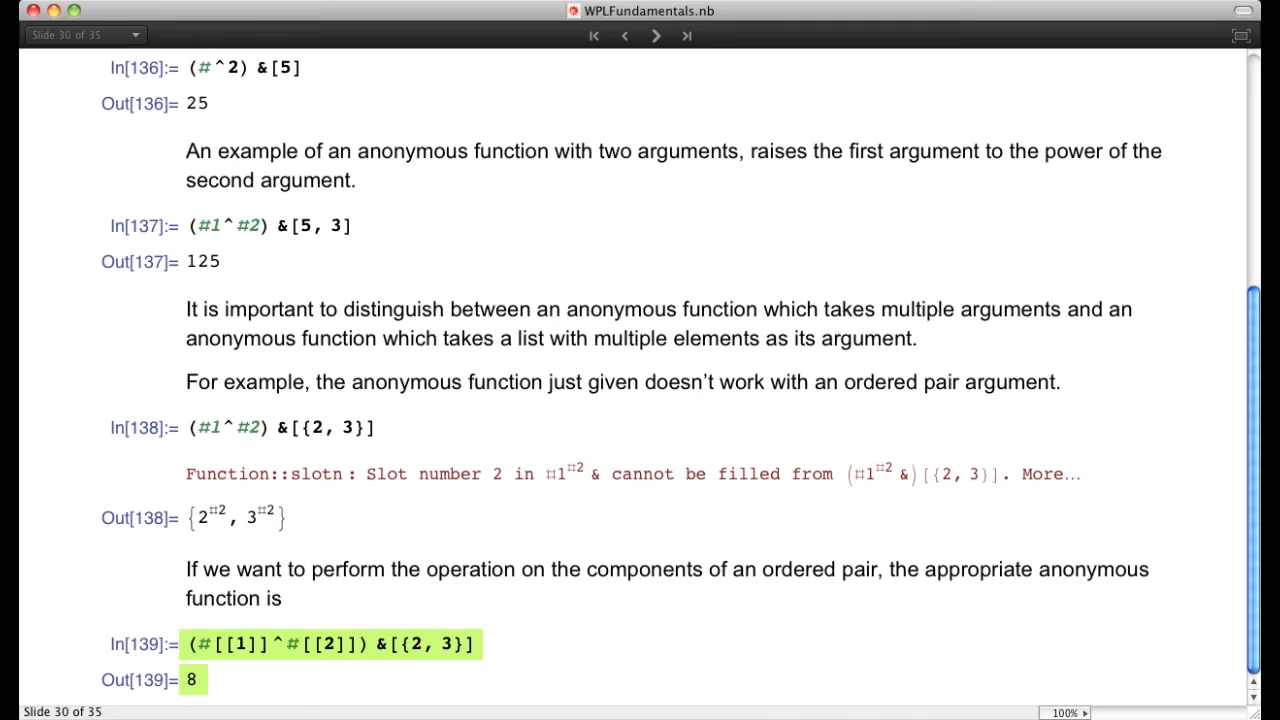 WPLFundamentals.nb
Slide 30 of 35
In[136]:= (#^2) &[5]
Out[136]= 25
An example of an anonymous function with two arguments, raises the first argument to the power of the
second argument.
In[137]:= (#1^#2) &[5, 3]
Out[137]= 125
It is important to distinguish between an anonymous function which takes multiple arguments and an
anonymous function which takes a list with multiple elements as its argument.
For example, the anonymous function just given doesn't work with an ordered pair argument.
In[138]:= (#1^#2) &[{2, 3}]
Function::slotn : Slot number 2 in #1^#2 & cannot be filled from (#1^#2 &)[{2, 3}]. More…
Out[138]= {2^#2, 3^#2}
If we want to perform the operation on the components of an ordered pair, the appropriate anonymous
function is
In[139]:= (#[[1]]^#[[2]]) &[{2, 3}]
Out[139]= 8
Slide 30 of 35
100%